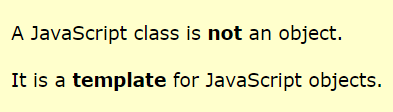 A JavaScript class is not an object.
It is a template for JavaScript objects.